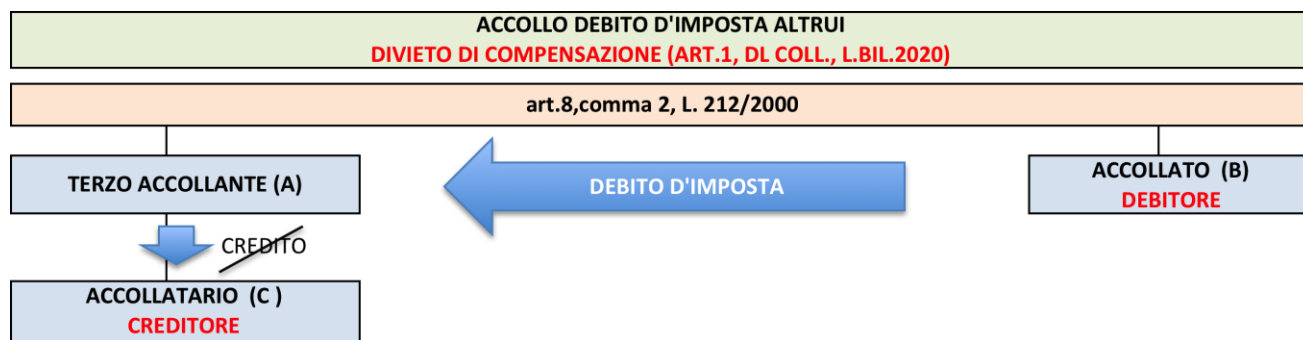 ACCOLLO DEBITO D'IMPOSTA ALTRUI
DIVIETO DI COMPENSAZIONE (ART.1, DL COLL., L.BIL.2020)
art.8,comma 2, L. 212/2000
TERZO ACCOLLANTE (A)
DEBITO D'IMPOSTA
ACCOLLATO (B)
DEBITORE
CREDITO
ACCOLLATARIO (C )
CREDITORE